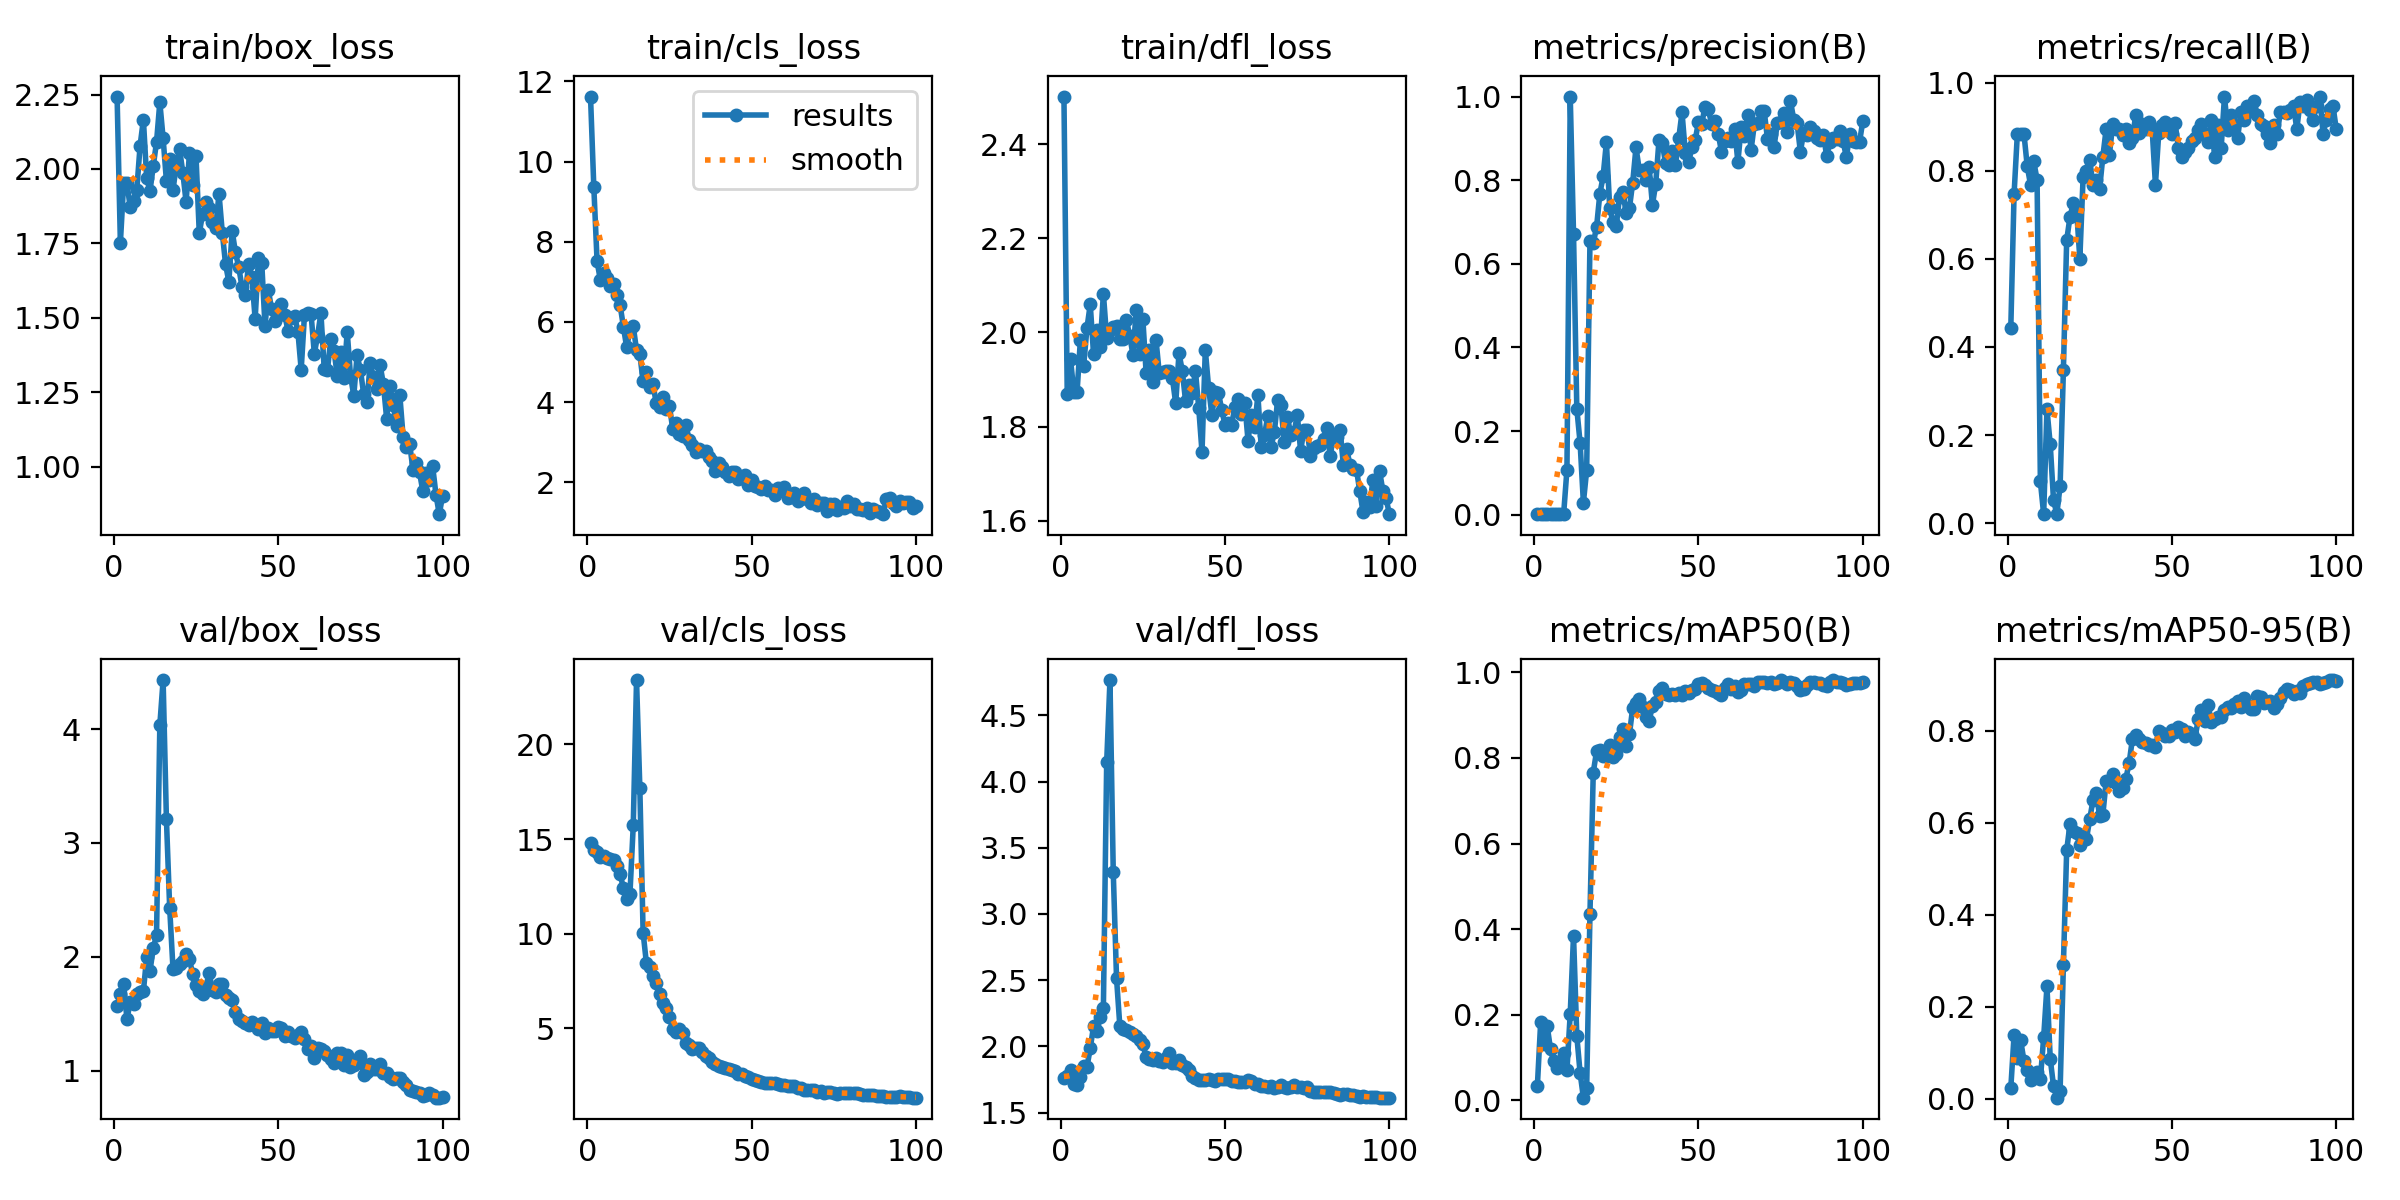 train/box_loss
2.25
2.00
1.75
1.50
1.25
1.00
0 50 100
train/cls_loss
12
10
8
6
4
2
results
smooth
0 50 100
train/dfl_loss
2.4
2.2
2.0
1.8
1.6
0 50 100
metrics/precision(B)
1.0
0.8
0.6
0.4
0.2
0.0
0 50 100
metrics/recall(B)
1.0
0.8
0.6
0.4
0.2
0.0
0 50 100
val/box_loss
4
3
2
1
0 50 100
val/cls_loss
20
15
10
5
0 50 100
val/dfl_loss
4.5
4.0
3.5
3.0
2.5
2.0
1.5
0 50 100
metrics/mAP50(B)
1.0
0.8
0.6
0.4
0.2
0.0
0 50 100
metrics/mAP50-95(B)
0.8
0.6
0.4
0.2
0.0
0 50 100